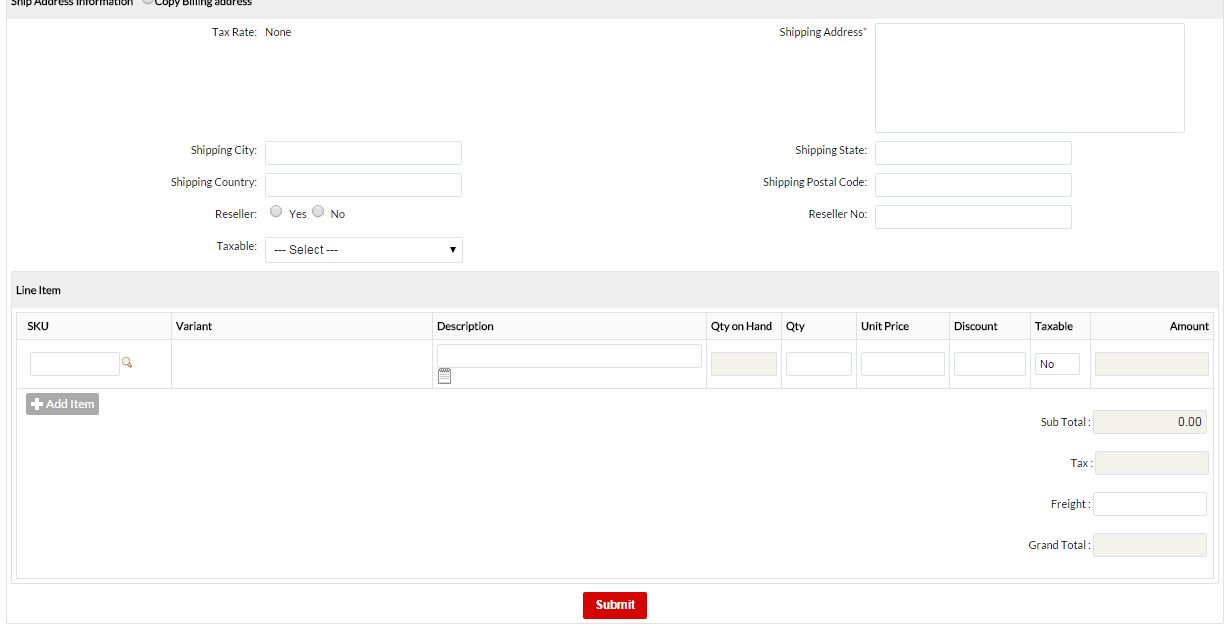 Ship Address Information Copy Billing address
Tax Rate: None
Shipping Address*
Shipping City:
Shipping State:
Shipping Country:
Shipping Postal Code:
Reseller: Yes No
Reseller No:
Taxable: --- Select ---
Line Item
SKU Variant Description Qty on Hand Qty Unit Price Discount Taxable Amount
No
Add Item
Sub Total : 0.00
Tax :
Freight :
Grand Total :
Submit